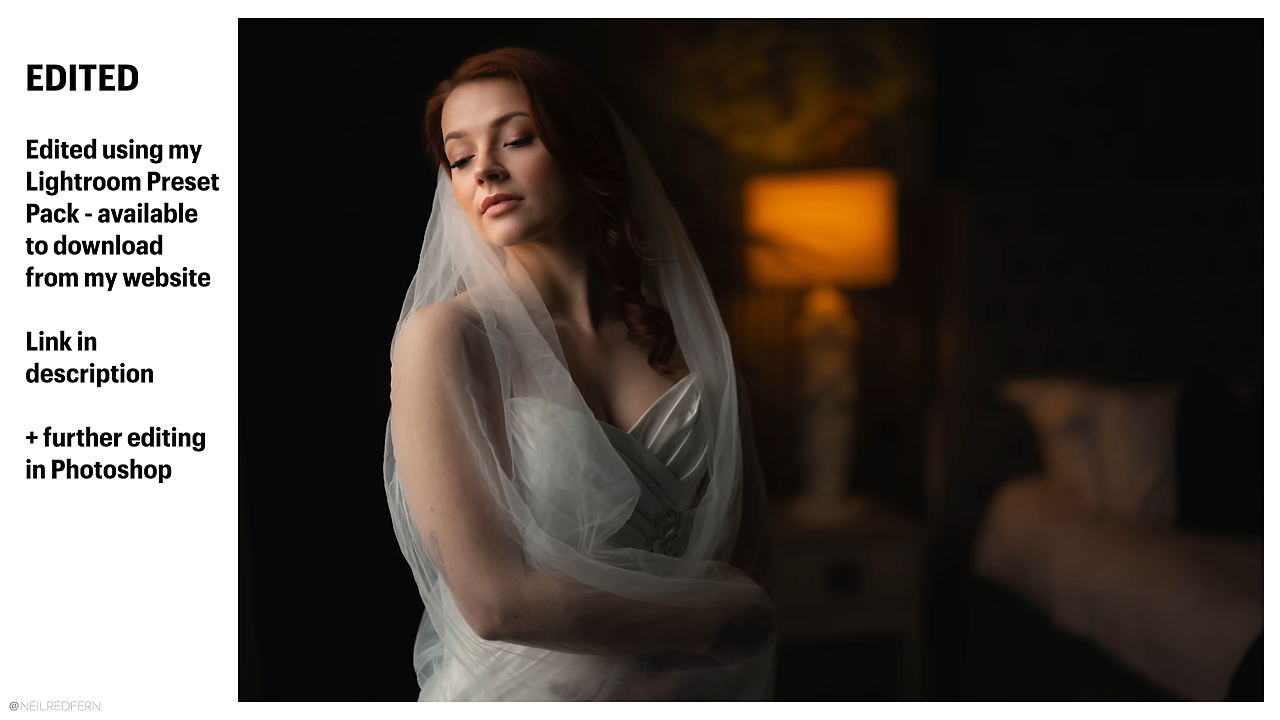 EDITED
Edited using my
Lightroom Preset
Pack - available
to download
from my website
Link in
description
+ further editing
in Photoshop
@NEILREDFERN